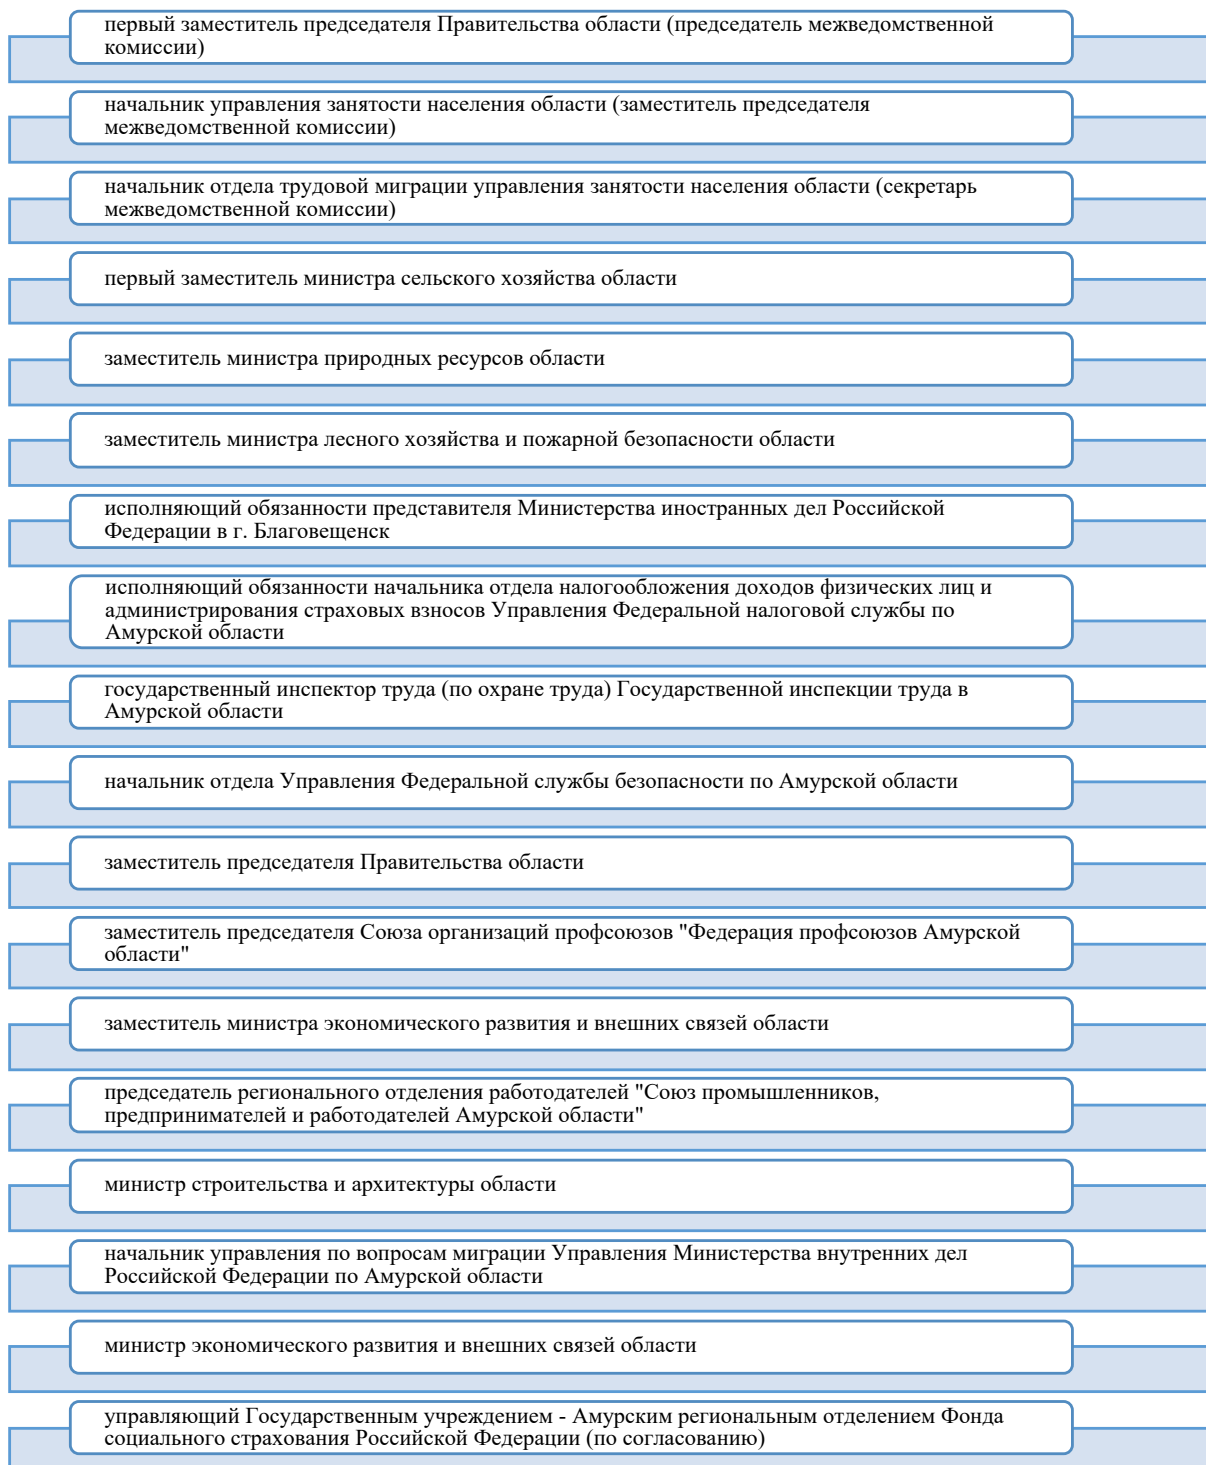 первый заместитель председателя Правительства области (председатель межведомственной
комиссии)
начальник управления занятости населения области (заместитель председателя
межведомственной комиссии)
начальник отдела трудовой миграции управления занятости населения области (секретарь
межведомственной комиссии)
первый заместитель министра сельского хозяйства области
заместитель министра природных ресурсов области
заместитель министра лесного хозяйства и пожарной безопасности области
исполняющий обязанности представителя Министерства иностранных дел Российской
Федерации в г. Благовещенск
исполняющий обязанности начальника отдела налогообложения доходов физических лиц и
администрирования страховых взносов Управления Федеральной налоговой службы по
Амурской области
государственный инспектор труда (по охране труда) Государственной инспекции труда в
Амурской области
начальник отдела Управления Федеральной службы безопасности по Амурской области
заместитель председателя Правительства области
заместитель председателя Союза организаций профсоюзов "Федерация профсоюзов Амурской
области"
заместитель министра экономического развития и внешних связей области
председатель регионального отделения работодателей "Союз промышленников,
предпринимателей и работодателей Амурской области"
министр строительства и архитектуры области
начальник управления по вопросам миграции Управления Министерства внутренних дел
Российской Федерации по Амурской области
министр экономического развития и внешних связей области
управляющий Государственным учреждением - Амурским региональным отделением Фонда
социального страхования Российской Федерации (по согласованию)